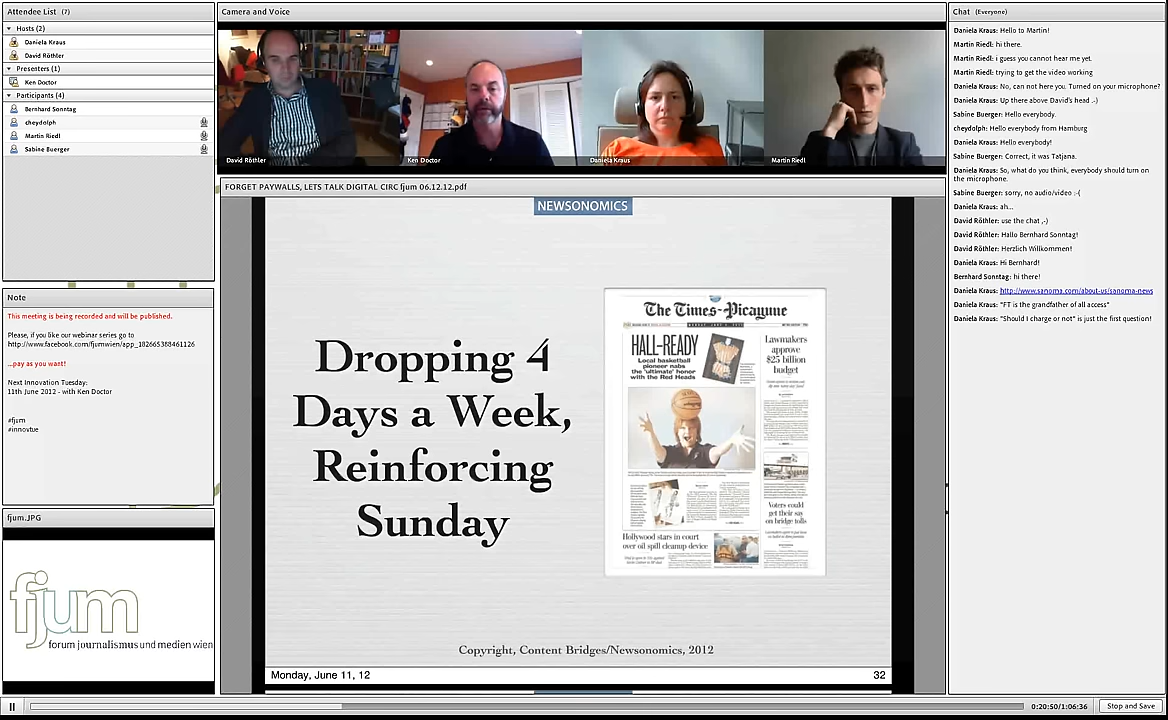 Attendee List (7)
Hosts (2)
Daniela Kraus
David Röthler
Presenters (1)
Ken Doctor
Participants (4)
Bernhard Sonntag
cheydolph
Martin Riedl
Sabine Buerger
Note
This meeting is being recorded and will be published.
Please, if you like our webinar series go to
http://www.facebook.com/fjumwien/app_182665388461126
...pay as you want!
Next Innovation Tuesday:
11th June 2012 - with Ken Doctor
#fjum
#innovtue
fjum.JPG
fjum
forum journalismus und medien wien
Camera and Voice
David Röthler
Ken Doctor
Daniela Kraus
Martin Riedl
FORGET PAYWALLS, LETS TALK DIGITAL CIRC fjum 06.12.12.pdf
NEWSONOMICS
Dropping 4
Days a Week,
Reinforcing
Sunday
The Times-Picayune
HALL-READY
Local basketball
pioneer nabs
the 'ultimate' honor
with the Red Heads
Lawmakers
approve
$25 billion
budget
Voters could
get their say
on bridge tolls
Hollywood stars in court
over oil spill cleanup device
Copyright, Content Bridges/Newsonomics, 2012
Monday, June 11, 12
32
Chat (Everyone)
Daniela Kraus: Hello to Martin!
Martin Riedl: hi there.
Martin Riedl: i guess you cannot hear me yet.
Martin Riedl: trying to get the video working
Daniela Kraus: No, can not here you. Turned on your microphone?
Daniela Kraus: Up there above David's head :-)
Sabine Buerger: Hello everybody.
cheydolph: Hello everybody from Hamburg
Daniela Kraus: Hello everybody!
Sabine Buerger: Correct, it was Tatjana.
Daniela Kraus: So, what do you think, everybody should turn on
the microphone.
Sabine Buerger: sorry, no audio/video :-(
Daniela Kraus: ah...
David Röthler: use the chat ,-)
David Röthler: Hallo Bernhard Sonntag!
David Röthler: Herzlich Willkommen!
Daniela Kraus: Hi Bernhard!
Bernhard Sonntag: hi there!
Daniela Kraus: http://www.sanoma.com/about-us/sanoma-news
Daniela Kraus: "FT is the grandfather of all access"
Daniela Kraus: "Should I charge or not" is just the first question!
0:20:50/1:06:36
Stop and Save